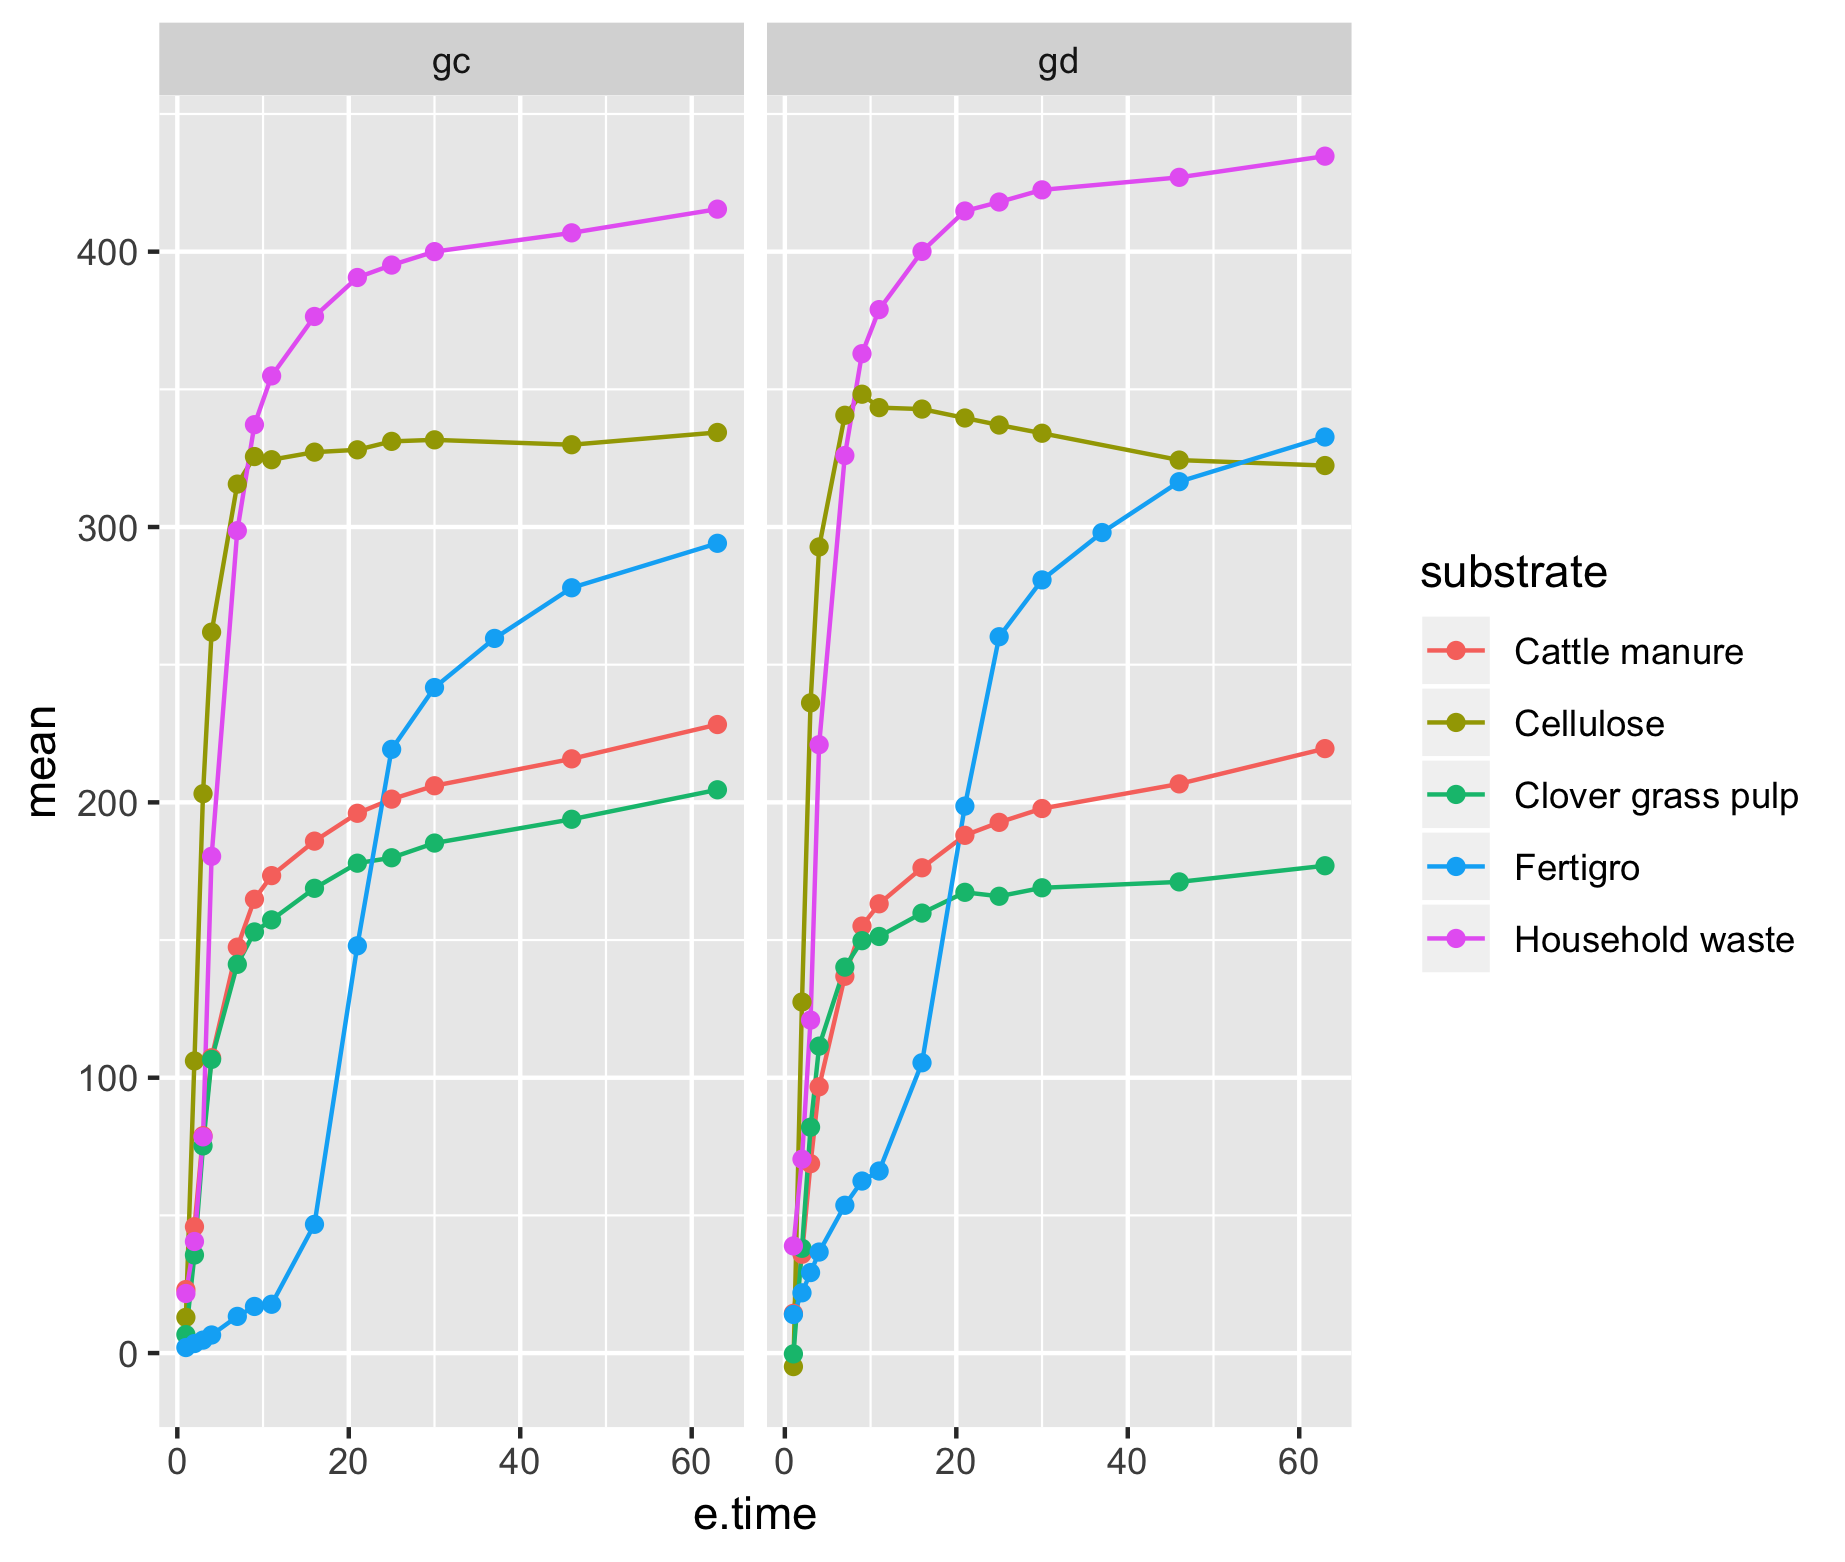 gc
gd
mean
400
300
200
100
0
0 20 40 60
0 20 40 60
e.time
substrate
Cattle manure
Cellulose
Clover grass pulp
Fertigro
Household waste